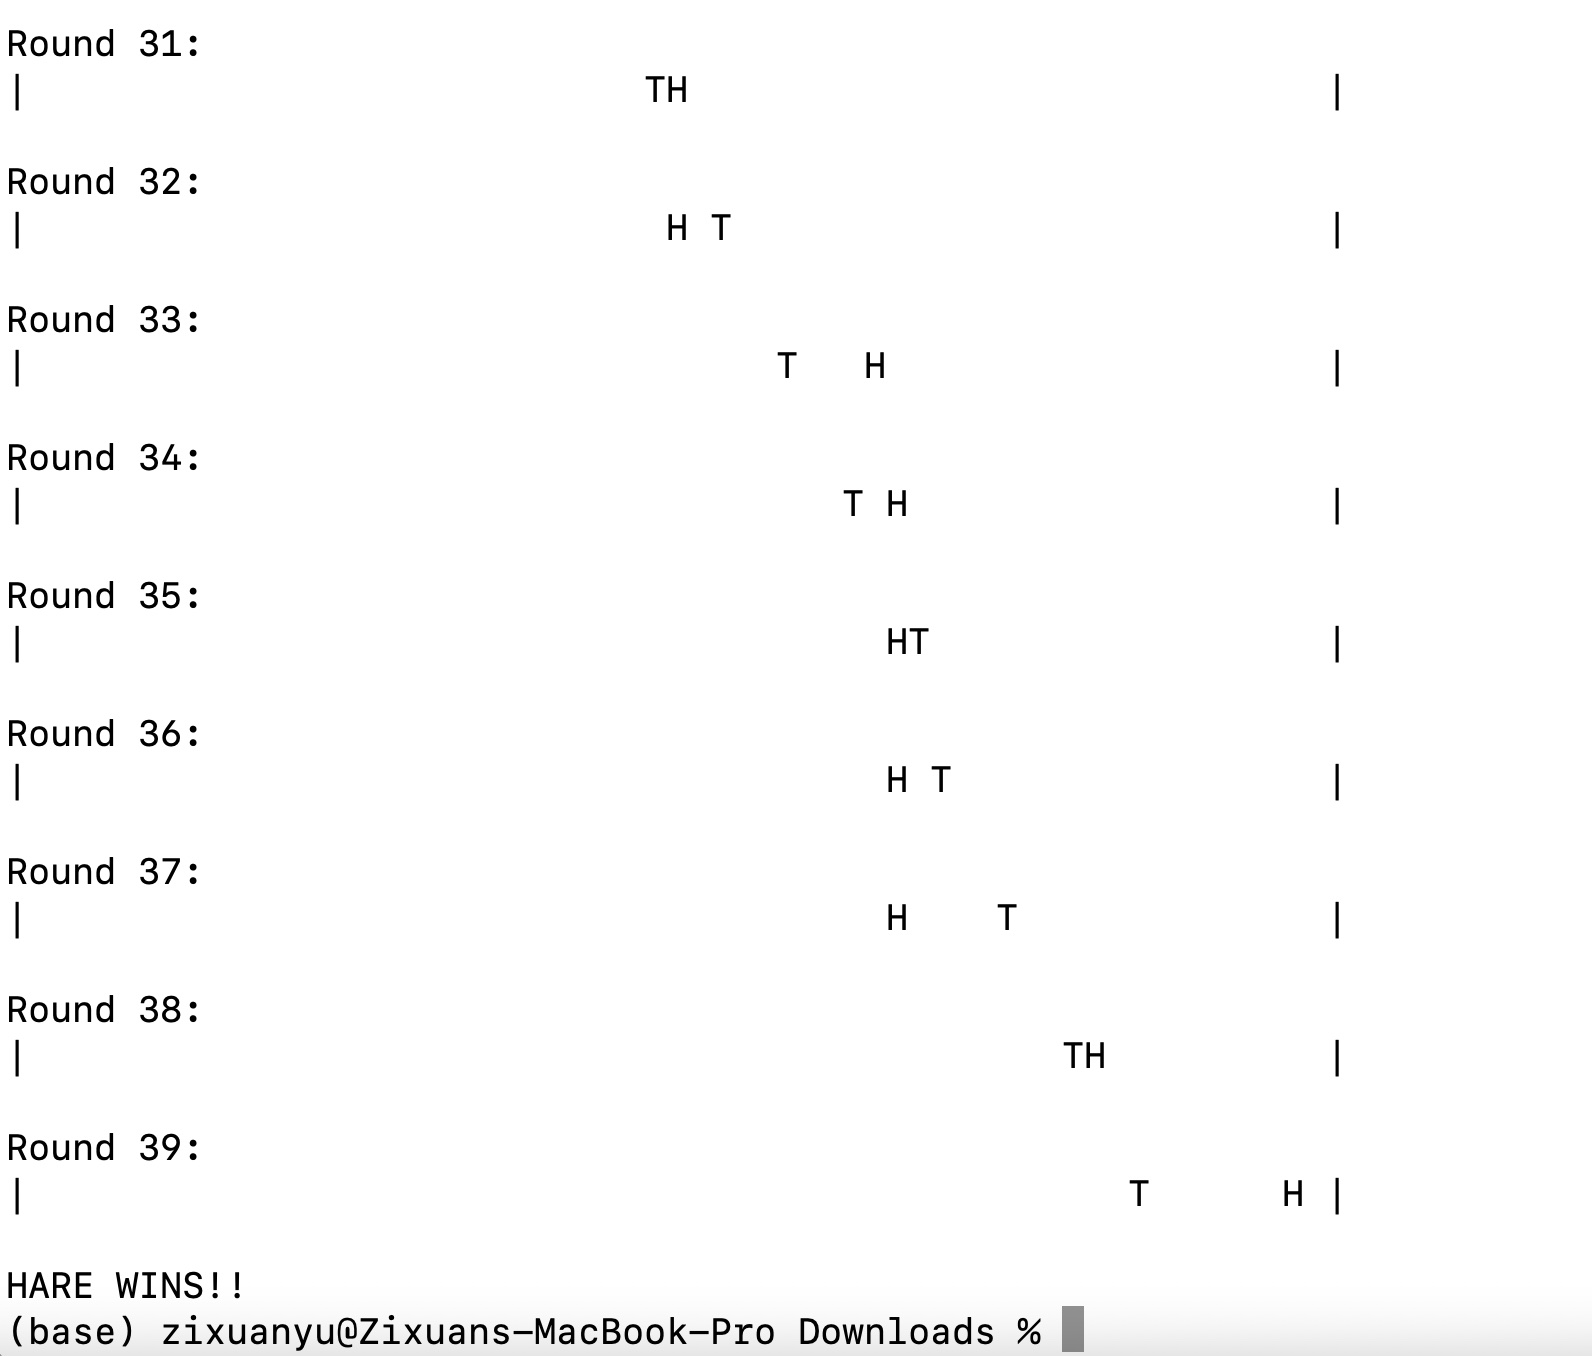 Round 31:
|                            TH                             |
Round 32:
|                             H T                           |
Round 33:
|                                  T   H                    |
Round 34:
|                                     T H                   |
Round 35:
|                                       HT                  |
Round 36:
|                                       H T                 |
Round 37:
|                                       H    T              |
Round 38:
|                                               TH          |
Round 39:
|                                                  T      H |
HARE WINS!!
(base) zixuanyu@Zixuans-MacBook-Pro Downloads %